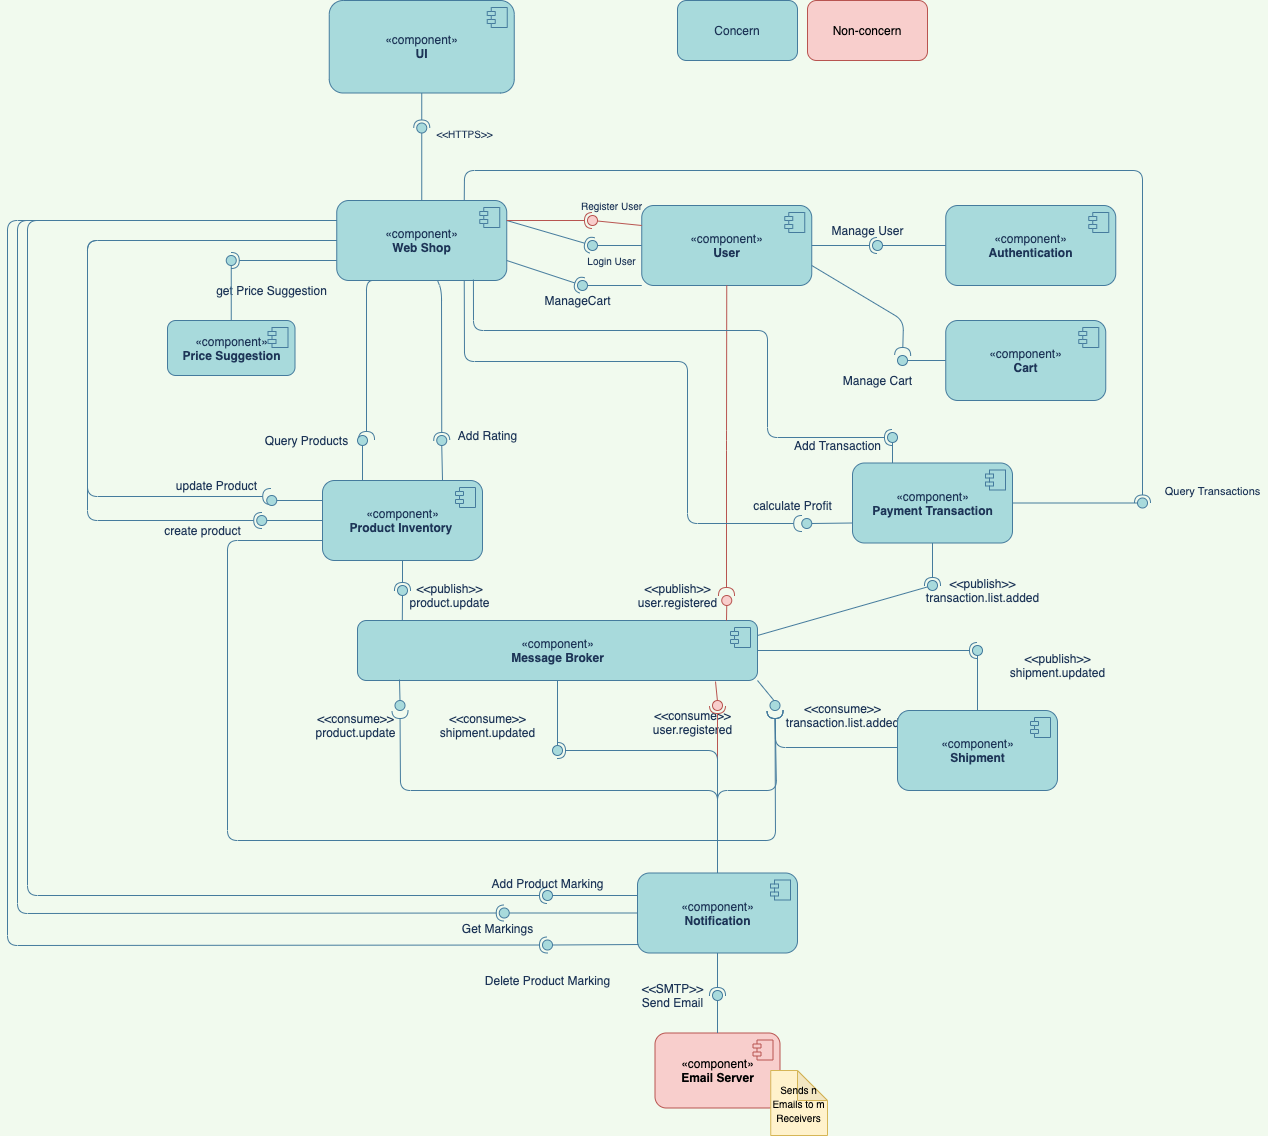 «component»
UI
Concern
Non-concern
<<HTTPS>>
«component»
Web Shop
Register User
Login User
ManageCart
«component»
User
Manage User
«component»
Authentication
get Price Suggestion
«component»
Price Suggestion
«component»
Cart
Manage Cart
Query Products
Add Rating
Add Transaction
update Product
create product
«component»
Product Inventory
calculate Profit
«component»
Payment Transaction
Query Transactions
<<publish>>
product.update
<<publish>>
user.registered
<<publish>>
transaction.list.added
«component»
Message Broker
<<publish>>
shipment.updated
<<consume>>
product.update
<<consume>>
shipment.updated
<<consume>>
user.registered
<<consume>>
transaction.list.added
«component»
Shipment
Add Product Marking
Get Markings
Delete Product Marking
«component»
Notification
<<SMTP>>
Send Email
«component»
Email Server
Sends n
Emails to m
Receivers